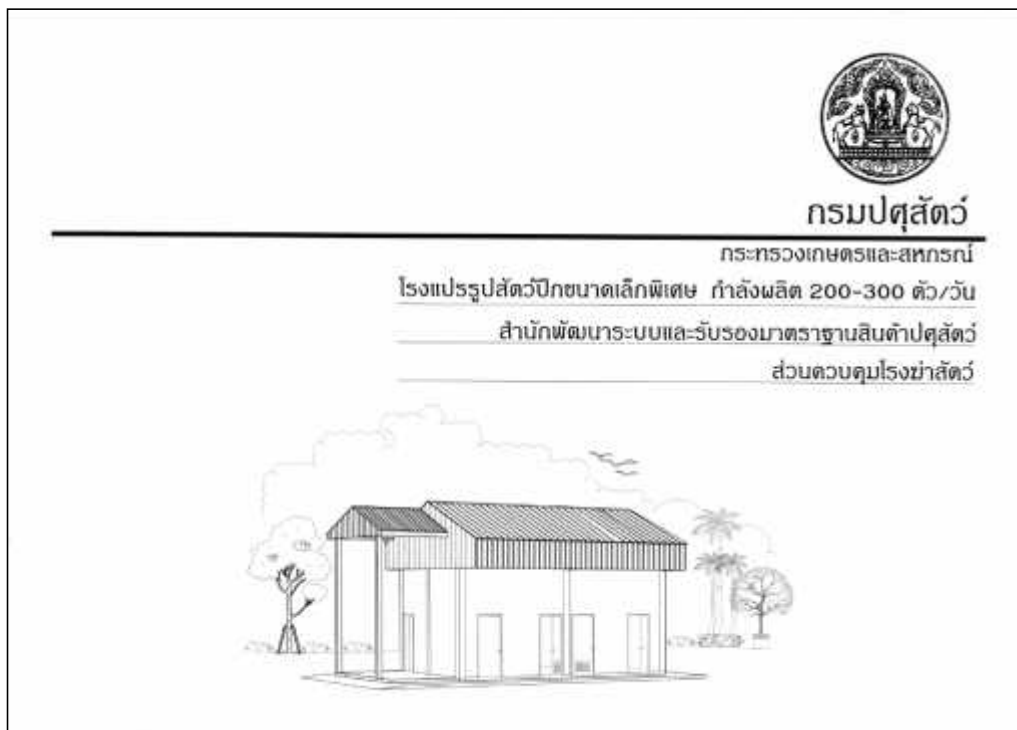 กรมปศุสัตว์
กระทรวงเกษตรและสหกรณ์
โรงแปรรูปสัตว์ปีกขนาดเล็กพิเศษ กำลังผลิต 200-300 ตัว/วัน
สำนักพัฒนาระบบและรับรองมาตราฐานสินค้าปศุสัตว์
ส่วนควบคุมโรงฆ่าสัตว์